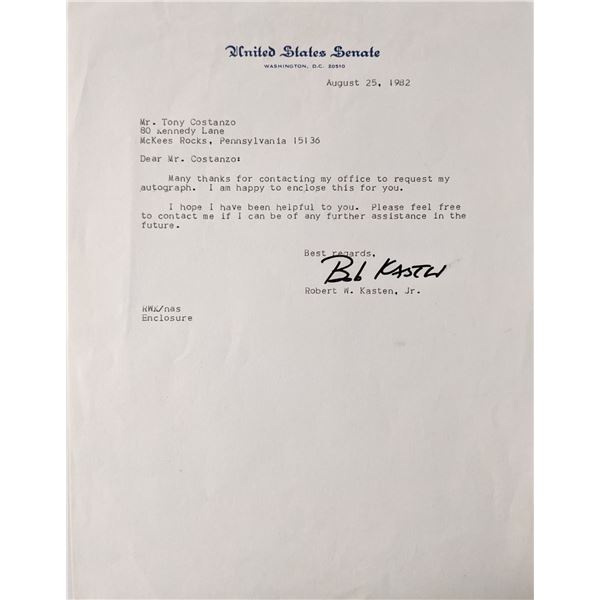 United States Senate
WASHINGTON, D.C. 20510
August 25, 1982
Mr. Tony Costanzo
80 Kennedy Lane
McKees Rocks, Pennsylvania 15136
Dear Mr. Costanzo:
Many thanks for contacting my office to request my
autograph. I am happy to enclose this for you.
I hope I have been helpful to you. Please feel free
to contact me if I can be of any further assistance in the
future.
Best regards,
Bob Kasten
Robert W. Kasten, Jr.
RWK/nas
Enclosure